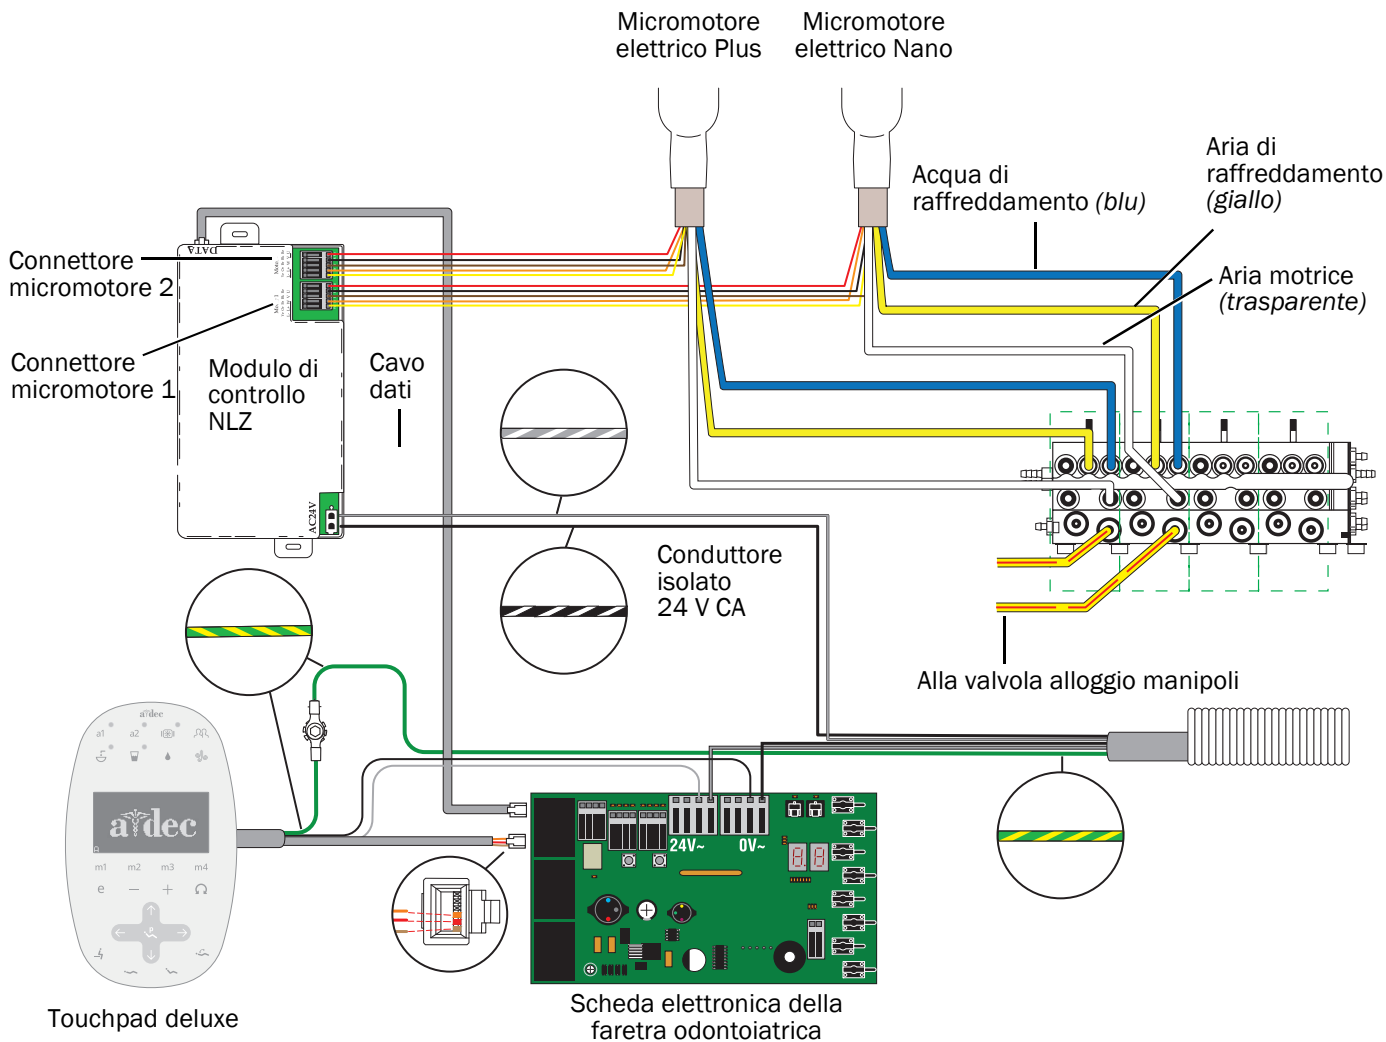 Micromotore
elettrico Plus
Micromotore
elettrico Nano
Acqua di
raffreddamento (blu)
Aria di
raffreddamento
(giallo)
Aria motrice
(trasparente)
Connettore
micromotore 2
DATA
Connettore
micromotore 1
Modulo di
controllo
NLZ
Cavo
dati
AC24V
Conduttore
isolato
24 V CA
Alla valvola alloggio manipoli
a dec
a1
a2
a dec
m1
m2
m3
m4
e
24V~
0V~
8.8
Touchpad deluxe
Scheda elettronica della
faretra odontoiatrica